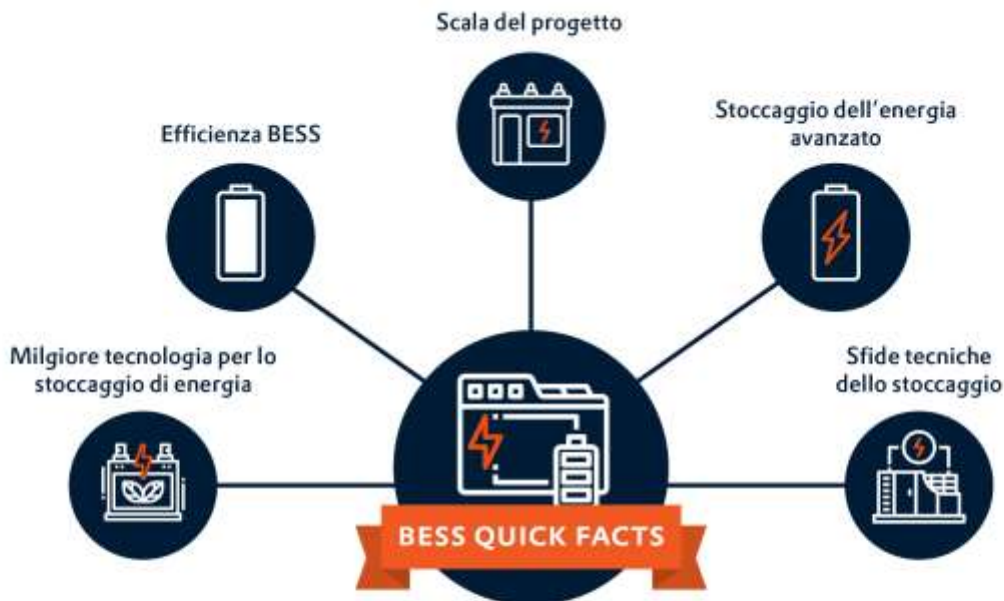 Scala del progetto
Efficienza BESS
Stoccaggio dell'energia
avanzato
Milgiore tecnologia per lo
stoccaggio di energia
Sfide tecniche
dello stoccaggio
BESS QUICK FACTS